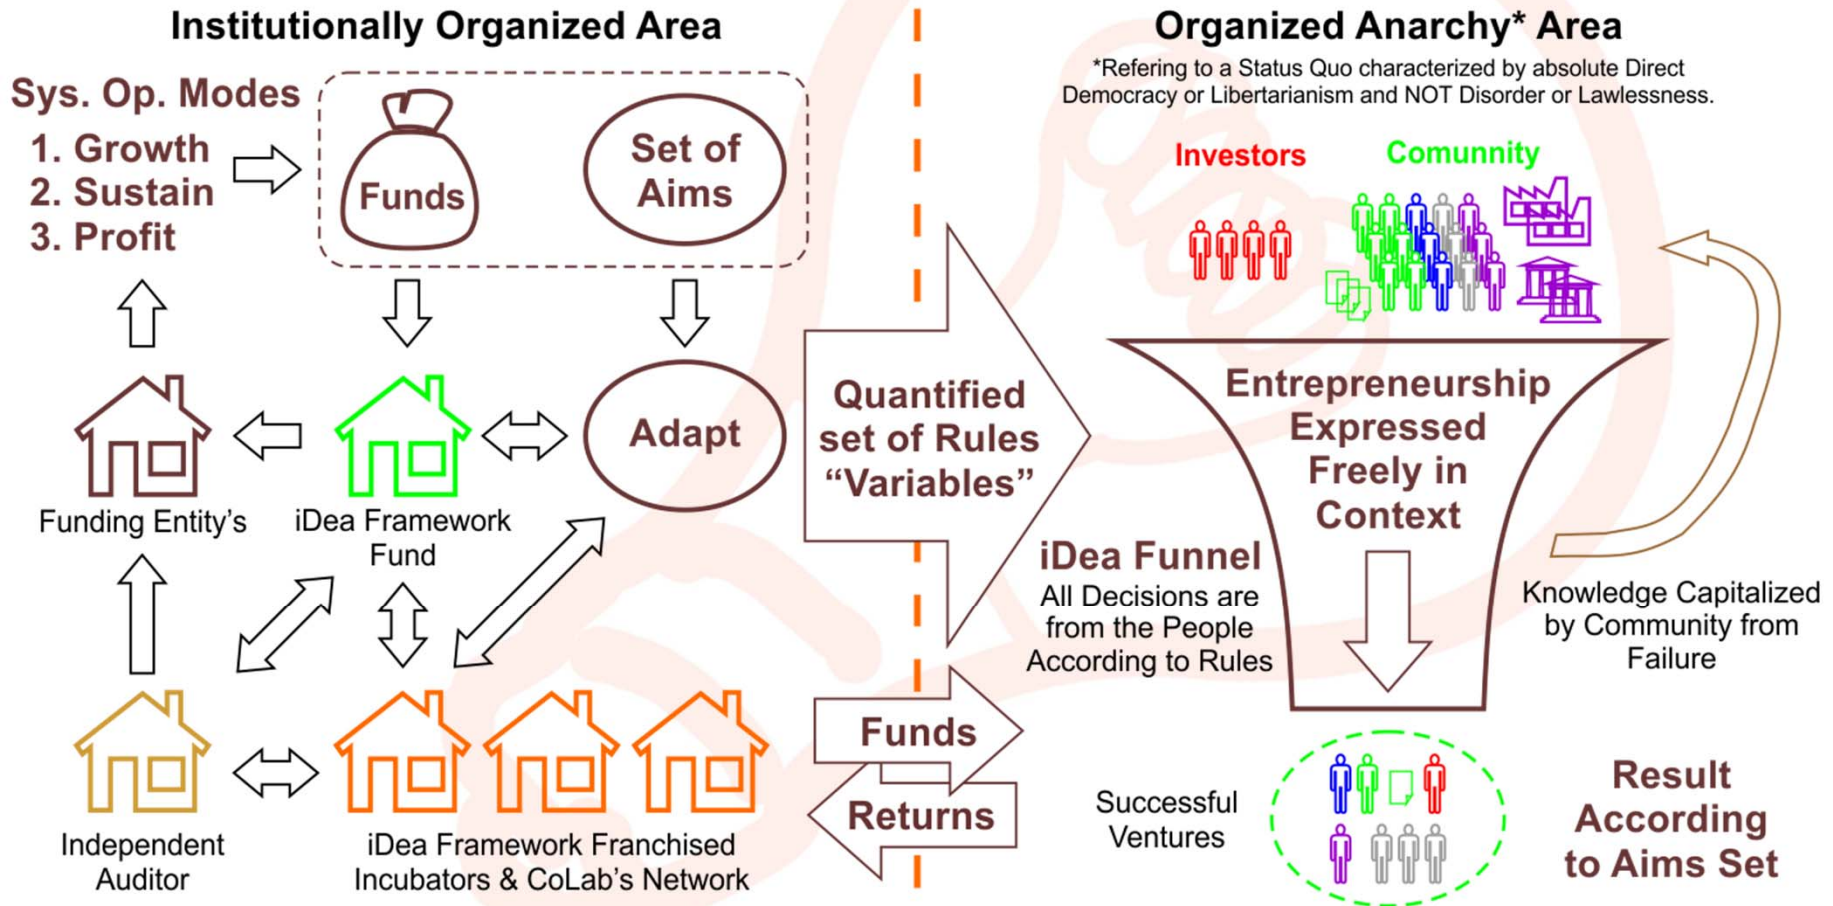 Institutionally Organized Area
Sys. Op. Modes
1. Growth
2. Sustain
3. Profit
Funds
Set of
Aims
Adapt
Funding Entity's
iDea Framework
Fund
Independent
Auditor
iDea Framework Franchised
Incubators & CoLab's Network
Quantified
set of Rules
“Variables”
Funds
Returns
Organized Anarchy* Area
*Refering to a Status Quo characterized by absolute Direct
Democracy or Libertarianism and NOT Disorder or Lawlessness.
Investors
Comunnity
Entrepreneurship
Expressed
Freely in
Context
iDea Funnel
All Decisions are
from the People
According to Rules
Knowledge Capitalized
by Community from
Failure
Successful
Ventures
Result
According
to Aims Set